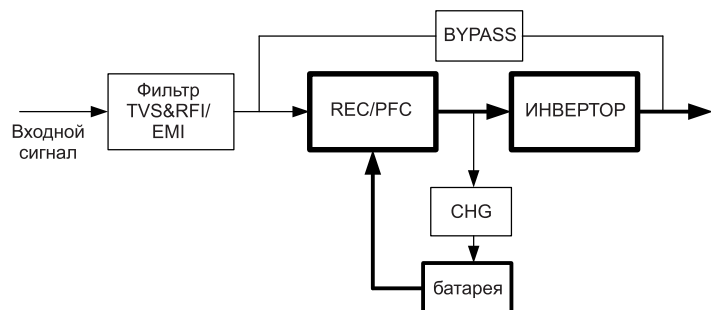 BYPASS
Фильтр
TVS&RFI/
EMI
REC/PFC
ИНВЕРТОР
Входной
сигнал
CHG
батарея